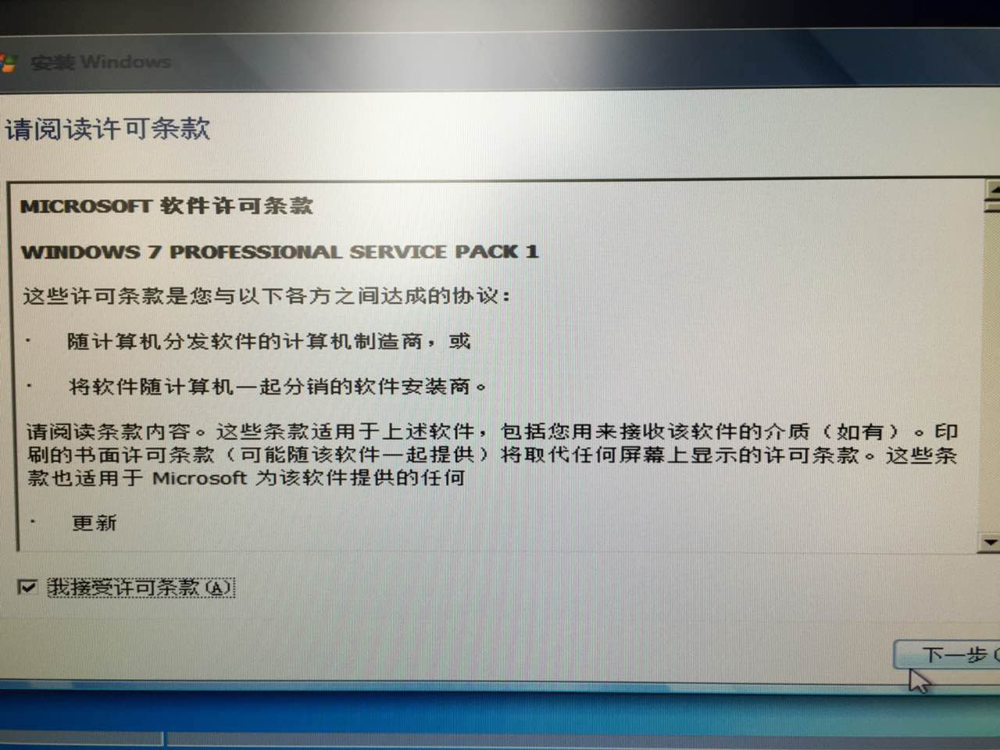 安装 Windows
请阅读许可条款
MICROSOFT 软件许可条款
WINDOWS 7 PROFESSIONAL SERVICE PACK 1
这些许可条款是您与以下各方之间达成的协议：
· 随计算机分发软件的计算机制造商，或
· 将软件随计算机一起分销的软件安装商。
请阅读条款内容。这些条款适用于上述软件，包括您用来接收该软件的介质（如有）。印
刷的书面许可条款（可能随该软件一起提供）将取代任何屏幕上显示的许可条款。这些条
款也适用于 Microsoft 为该软件提供的任何
· 更新
我接受许可条款(A)
下一步(